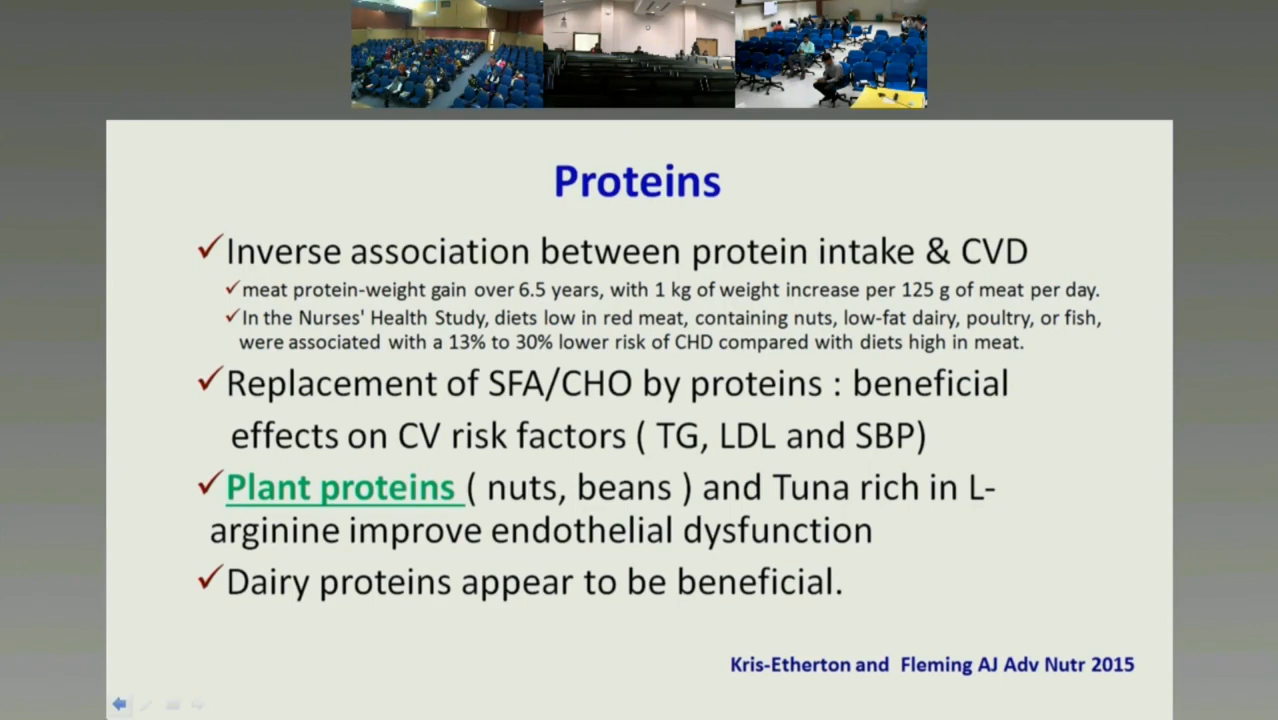 Proteins
✓Inverse association between protein intake & CVD
✓meat protein-weight gain over 6.5 years, with 1 kg of weight increase per 125 g of meat per day.
✓In the Nurses' Health Study, diets low in red meat, containing nuts, low-fat dairy, poultry, or fish,
were associated with a 13% to 30% lower risk of CHD compared with diets high in meat.
✓Replacement of SFA/CHO by proteins : beneficial
effects on CV risk factors ( TG, LDL and SBP)
✓Plant proteins ( nuts, beans ) and Tuna rich in L-
arginine improve endothelial dysfunction
✓Dairy proteins appear to be beneficial.
Kris-Etherton and Fleming AJ Adv Nutr 2015